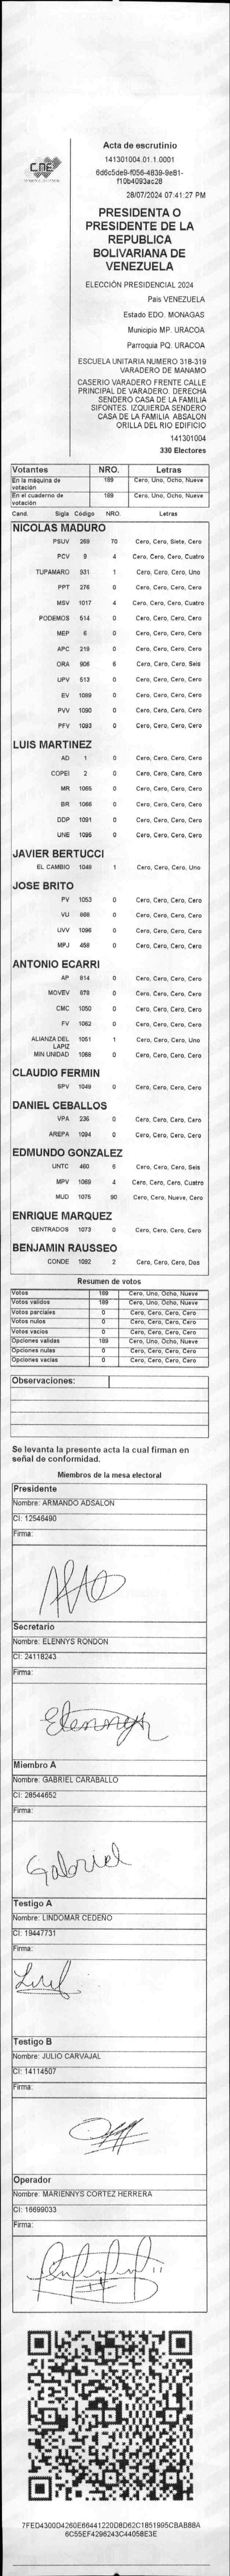 CNE
Acta de escrutinio
141301004.01.1.0001
6d6c5de9-f056-4839-9e81-
f10b4093ac28
28/07/2024 07:41:27 PM
PRESIDENTA O
PRESIDENTE DE LA
REPUBLICA
BOLIVARIANA DE
VENEZUELA
ELECCIÓN PRESIDENCIAL 2024
Pais VENEZUELA
Estado EDO. MONAGAS
Municipio MP. URACOA
Parroquia PQ. URACOA
ESCUELA UNITARIA NUMERO 318-319
VARADERO DE MANAMO
CASERIO VARADERO FRENTE CALLE
PRINCIPAL DE VARADERO. DERECHA
SENDERO CASA DE LA FAMILIA
SIFONTES. IZQUIERDA SENDERO
CASA DE LA FAMILIA ABSALON
ORILLA DEL RIO EDIFICIO
141301004
330 Electores
Votantes NRO. Letras
En la máquina de votación 189 Cero, Uno, Ocho, Nueve
En el cuaderno de votación 189 Cero, Uno, Ocho, Nueve
Cand. Sigla Código NRO. Letras
NICOLAS MADURO
PSUV 269 70 Cero, Cero, Siete, Cero
PCV 9 4 Cero, Cero, Cero, Cuatro
TUPAMARO 931 1 Cero, Cero, Cero, Uno
PPT 276 0 Cero, Cero, Cero, Cero
MSV 1017 4 Cero, Cero, Cero, Cuatro
PODEMOS 514 0 Cero, Cero, Cero, Cero
MEP 6 0 Cero, Cero, Cero, Cero
APC 219 0 Cero, Cero, Cero, Cero
ORA 906 6 Cero, Cero, Cero, Seis
UPV 513 0 Cero, Cero, Cero, Cero
EV 1089 0 Cero, Cero, Cero, Cero
PVV 1090 0 Cero, Cero, Cero, Cero
PFV 1093 0 Cero, Cero, Cero, Cero
LUIS MARTINEZ
AD 1 0 Cero, Cero, Cero, Cero
COPEI 2 0 Cero, Cero, Cero, Cero
MR 1065 0 Cero, Cero, Cero, Cero
BR 1066 0 Cero, Cero, Cero, Cero
DDP 1091 0 Cero, Cero, Cero, Cero
UNE 1095 0 Cero, Cero, Cero, Cero
JAVIER BERTUCCI
EL CAMBIO 1048 1 Cero, Cero, Cero, Uno
JOSE BRITO
PV 1053 0 Cero, Cero, Cero, Cero
VU 868 0 Cero, Cero, Cero, Cero
UVV 1096 0 Cero, Cero, Cero, Cero
MPJ 458 0 Cero, Cero, Cero, Cero
ANTONIO ECARRI
AP 814 0 Cero, Cero, Cero, Cero
MOVEV 878 0 Cero, Cero, Cero, Cero
CMC 1050 0 Cero, Cero, Cero, Cero
FV 1062 0 Cero, Cero, Cero, Cero
ALIANZA DEL LAPIZ 1051 1 Cero, Cero, Cero, Uno
MIN UNIDAD 1068 0 Cero, Cero, Cero, Cero
CLAUDIO FERMIN
SPV 1049 0 Cero, Cero, Cero, Cero
DANIEL CEBALLOS
VPA 236 0 Cero, Cero, Cero, Cero
AREPA 1094 0 Cero, Cero, Cero, Cero
EDMUNDO GONZALEZ
UNTC 460 6 Cero, Cero, Cero, Seis
MPV 1069 4 Cero, Cero, Cero, Cuatro
MUD 1075 90 Cero, Cero, Nueve, Cero
ENRIQUE MARQUEZ
CENTRADOS 1073 0 Cero, Cero, Cero, Cero
BENJAMIN RAUSSEO
CONDE 1092 2 Cero, Cero, Cero, Dos
Resumen de votos
Votos 189 Cero, Uno, Ocho, Nueve
Votos validos 189 Cero, Uno, Ocho, Nueve
Votos parciales 0 Cero, Cero, Cero, Cero
Votos nulos 0 Cero, Cero, Cero, Cero
Votos vacios 0 Cero, Cero, Cero, Cero
Opciones validas 189 Cero, Uno, Ocho, Nueve
Opciones nulas 0 Cero, Cero, Cero, Cero
Opciones vacias 0 Cero, Cero, Cero, Cero
Observaciones:
Se levanta la presente acta la cual firman en
señal de conformidad.
Miembros de la mesa electoral
Presidente
Nombre: ARMANDO ADSALON
CI: 12546490
Firma:
Secretario
Nombre: ELENNYS RONDON
CI: 24118243
Firma:
Elennys
Miembro A
Nombre: GABRIEL CARABALLO
CI: 28544652
Firma:
Gabriel
Testigo A
Nombre: LINDOMAR CEDEÑO
CI: 19447731
Firma:
Testigo B
Nombre: JULIO CARVAJAL
CI: 14114507
Firma:
Operador
Nombre: MARIENNYS CORTEZ HERRERA
CI: 16699033
Firma:
7FED4300D4260E66441220D8D62C1851995CBAB88A
6C55EF4296243C44058E3E